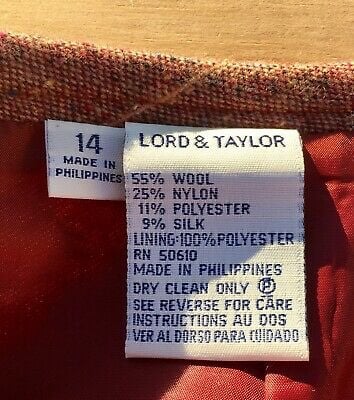 14
MADE IN
PHILIPPINES
LORD & TAYLOR
55% WOOL
25% NYLON
11% POLYESTER
9% SILK
LINING:100% POLYESTER
RN 50610
MADE IN PHILIPPINES
DRY CLEAN ONLY Ⓟ
SEE REVERSE FOR CARE
INSTRUCTIONS AU DOS
VER AL DORSO PARA CUIDADO